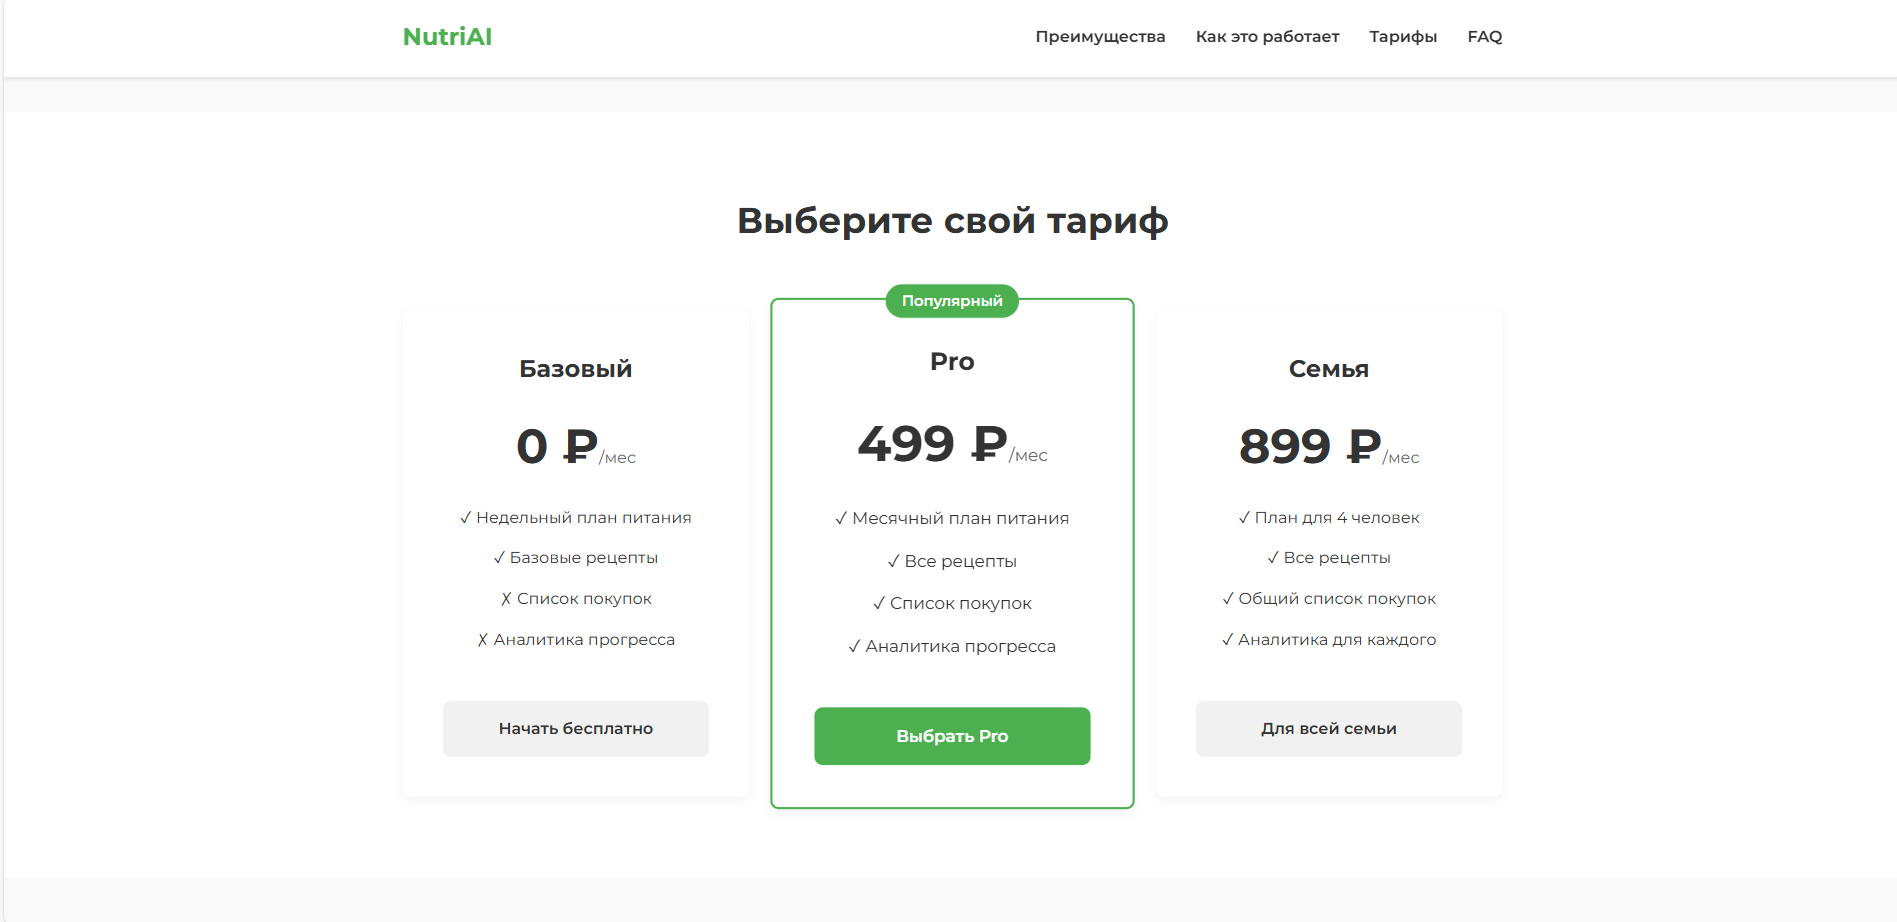 NutriAI
Преимущества
Как это работает
Тарифы
FAQ
Выберите свой тариф
Базовый
0 ₽/мес
✓ Недельный план питания
✓ Базовые рецепты
✗ Список покупок
✗ Аналитика прогресса
Начать бесплатно
Популярный
Pro
499 ₽/мес
✓ Месячный план питания
✓ Все рецепты
✓ Список покупок
✓ Аналитика прогресса
Выбрать Pro
Семья
899 ₽/мес
✓ План для 4 человек
✓ Все рецепты
✓ Общий список покупок
✓ Аналитика для каждого
Для всей семьи